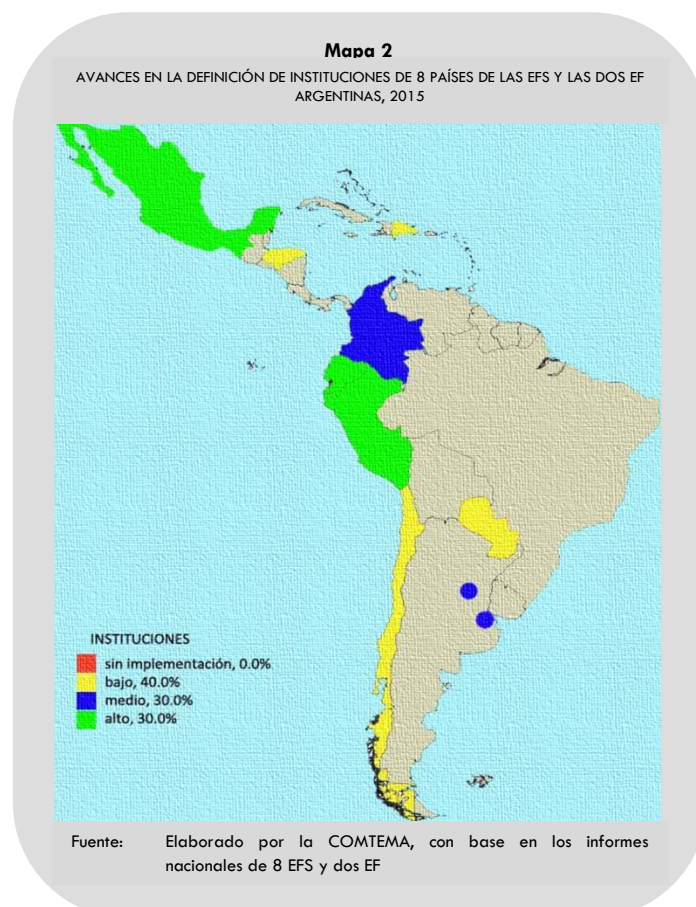 Mapa 2
AVANCES EN LA DEFINICIÓN DE INSTITUCIONES DE 8 PAÍSES DE LAS EFS Y LAS DOS EF
ARGENTINAS, 2015
INSTITUCIONES
sin implementación, 0.0%
bajo, 40.0%
medio, 30.0%
alto, 30.0%
Fuente: Elaborado por la COMTEMA, con base en los informes
nacionales de 8 EFS y dos EF